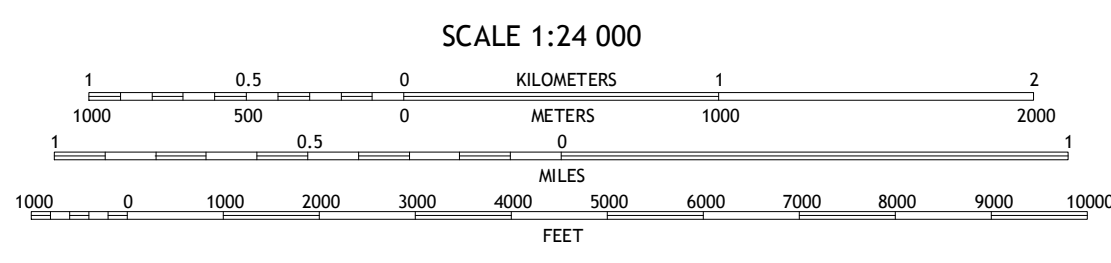 SCALE 1:24 000
1 0.5 0 KILOMETERS 1 2
1000 500 0 METERS 1000 2000
1 0.5 0 1
MILES
1000 0 1000 2000 3000 4000 5000 6000 7000 8000 9000 10000
FEET